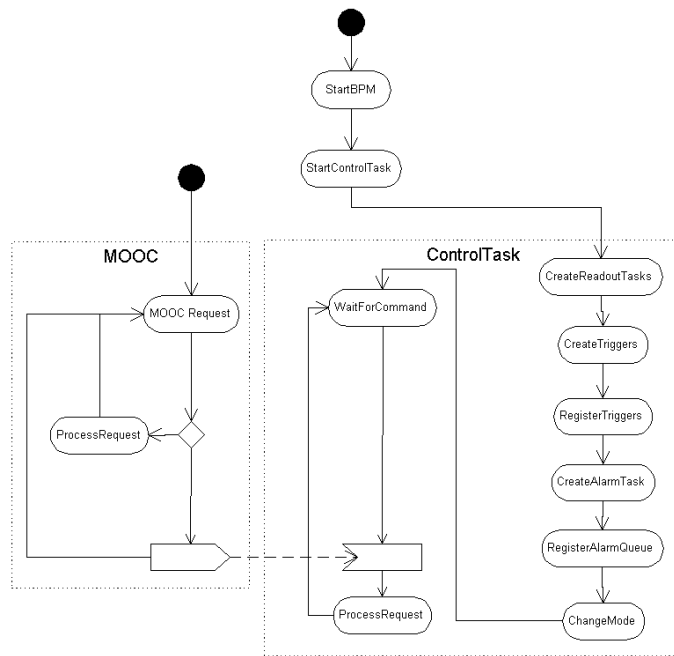 StartBPM
StartControlTask
MOOC
ControlTask
CreateReadoutTasks
MOOC Request
WaitForCommand
CreateTriggers
RegisterTriggers
ProcessRequest
CreateAlarmTask
RegisterAlarmQueue
ProcessRequest
ChangeMode